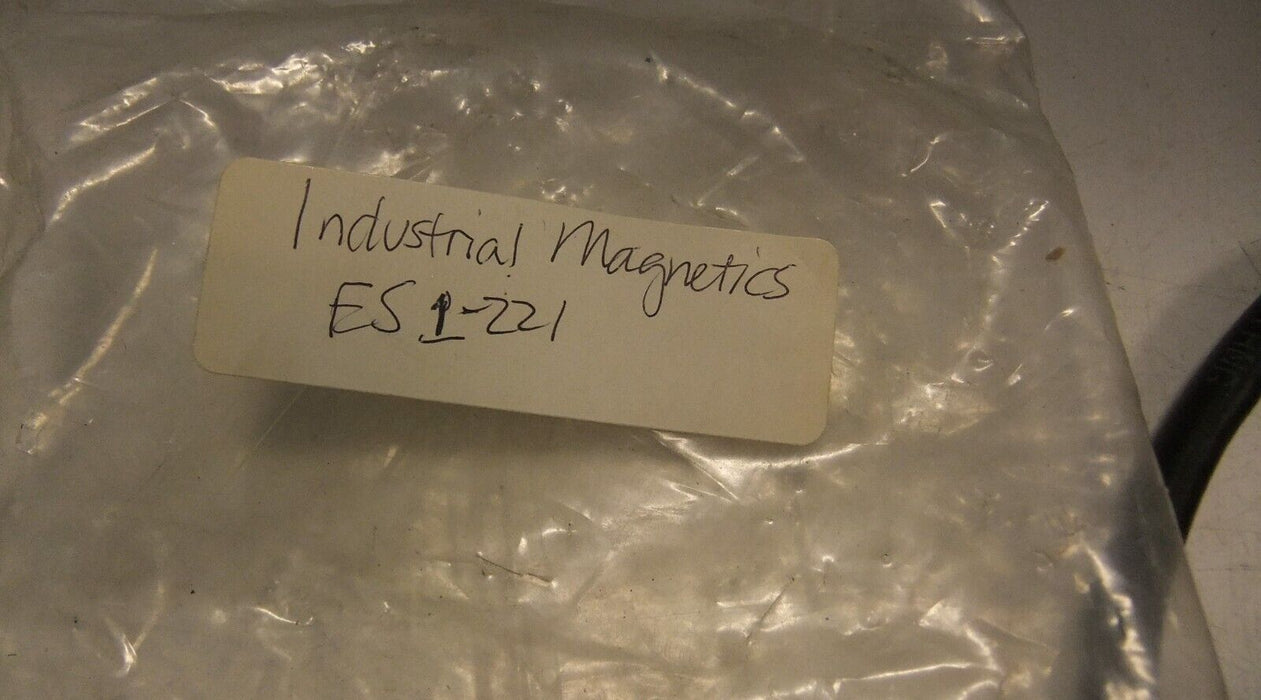 Industrial Magnetics
ES 1-221